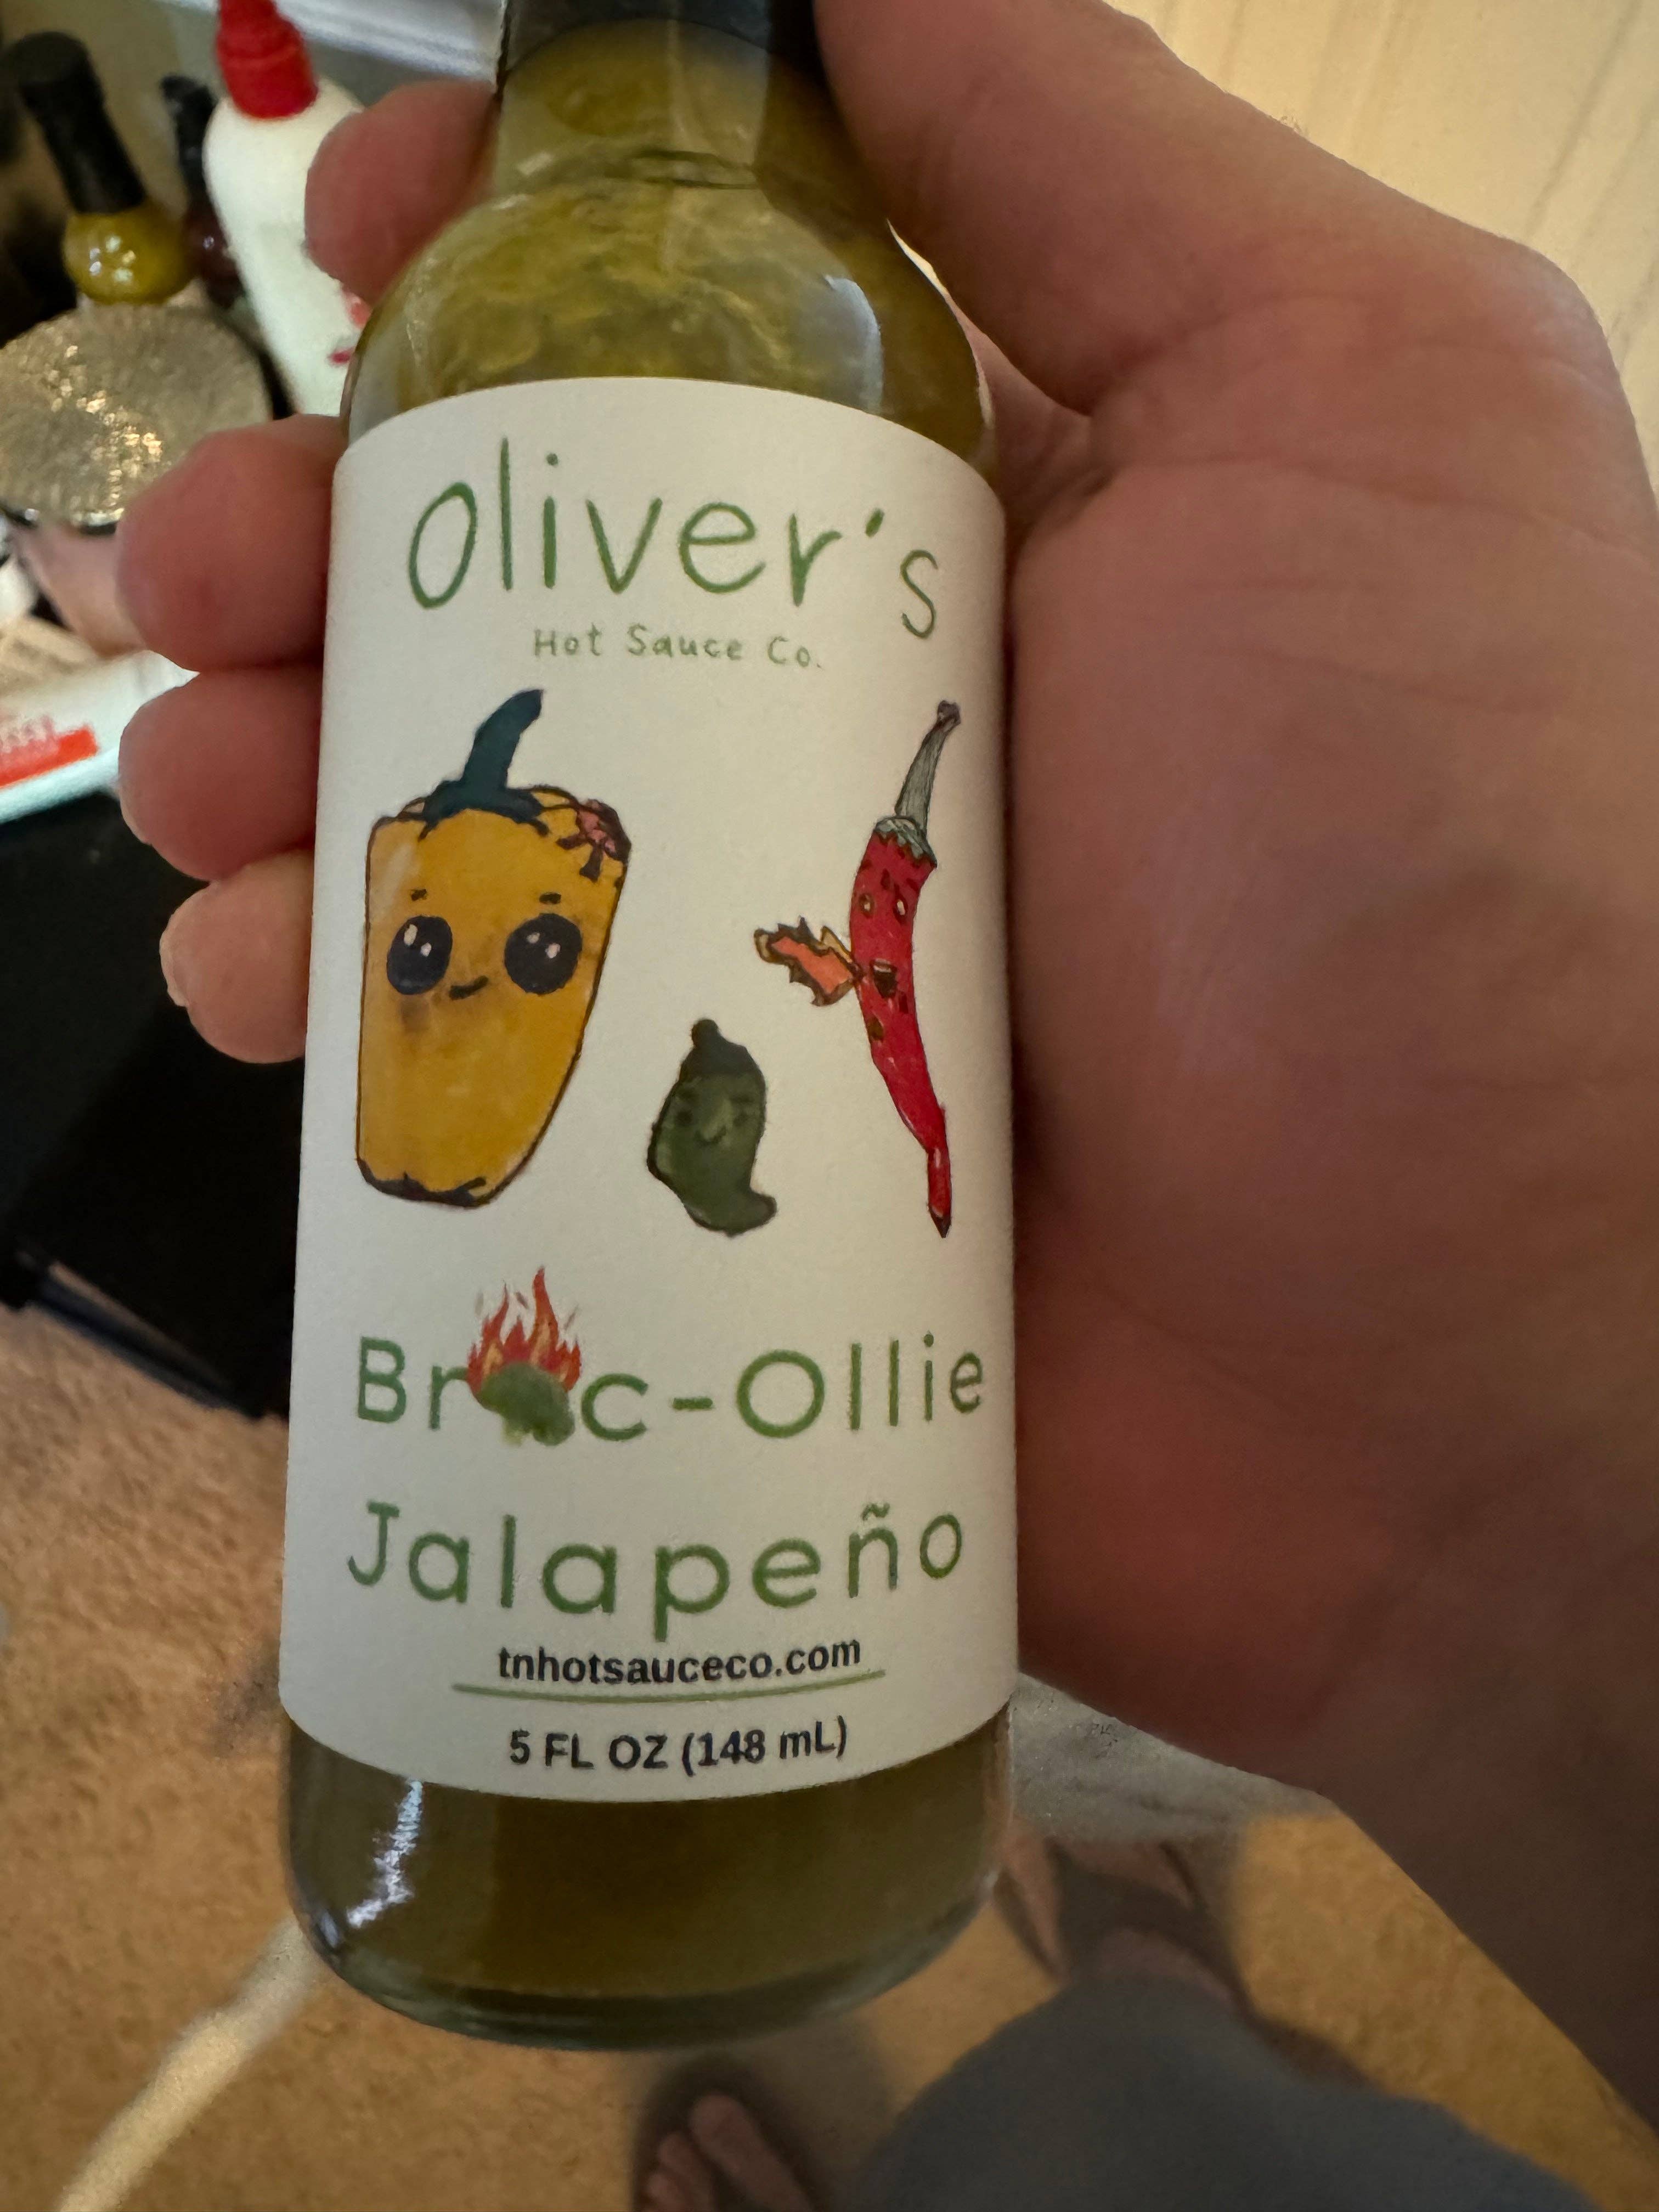 oliver's
Hot Sauce Co.
Broc-Ollie
Jalapeño
tnhotsauceco.com
5 FL OZ (148 mL)